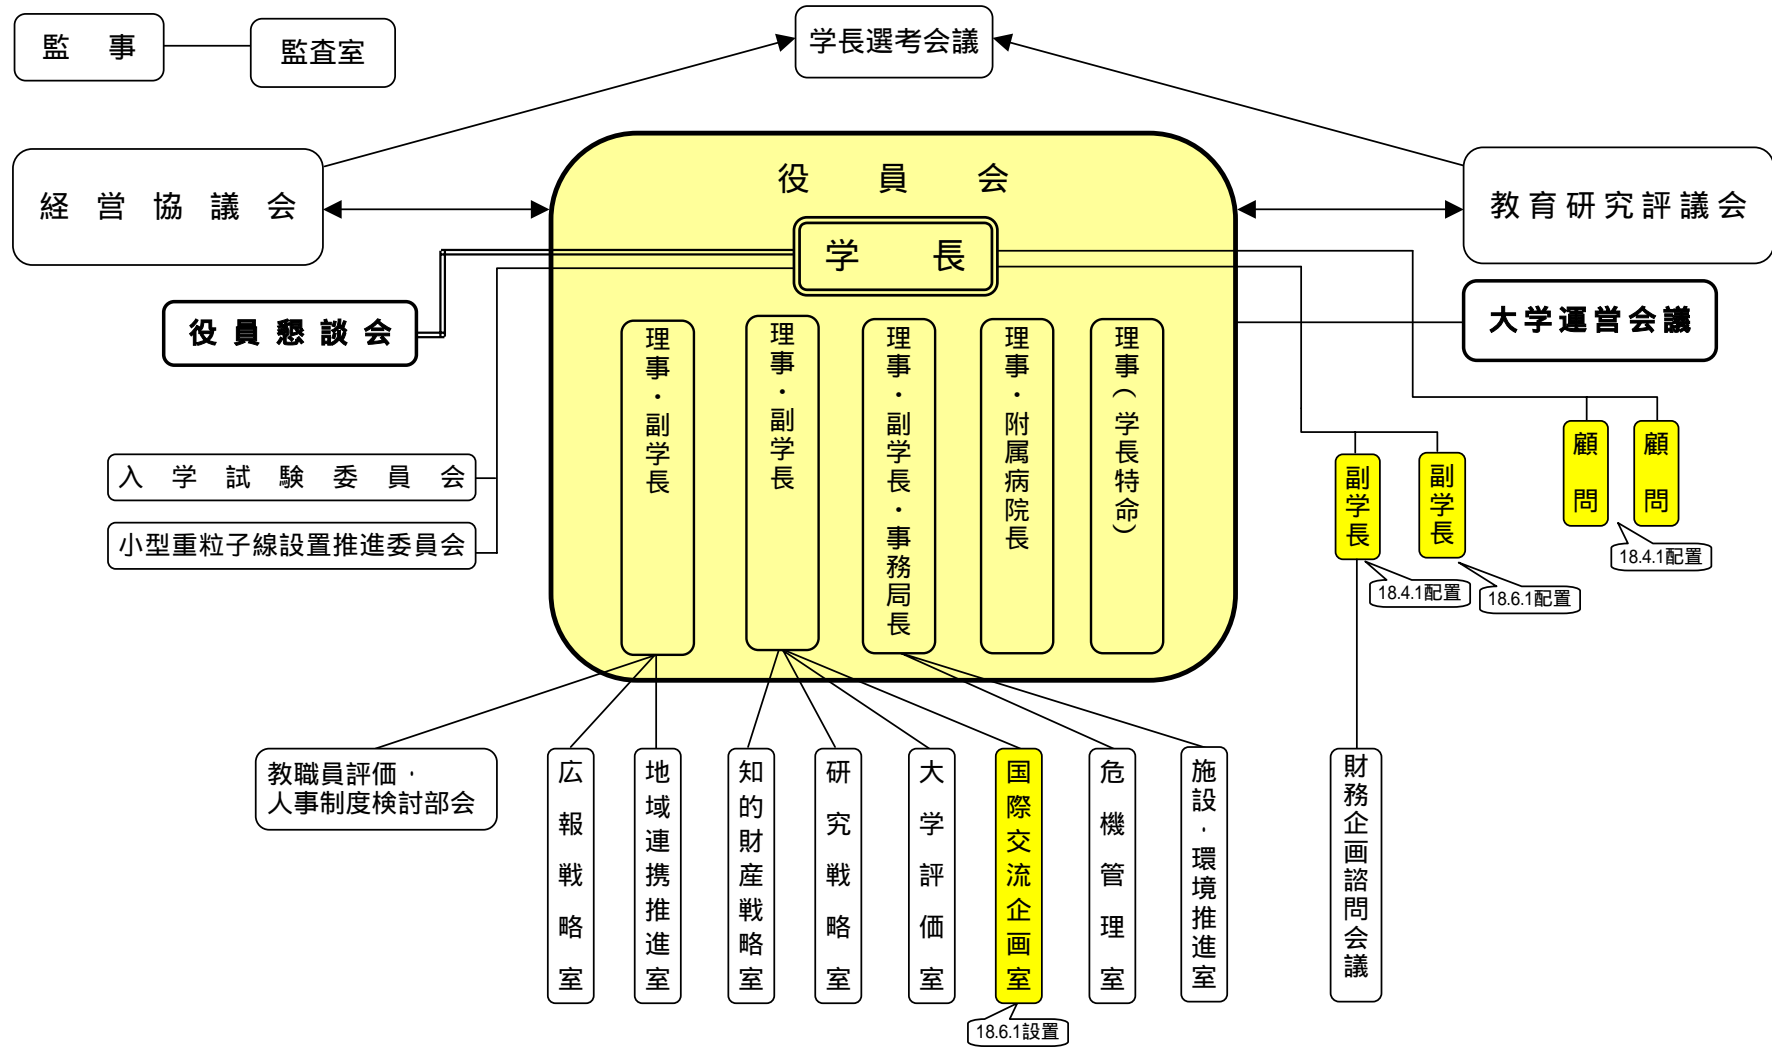 監　事
監査室
学長選考会議
経営協議会
役　員　会
教育研究評議会
学　長
役員懇談会
大学運営会議
理事・副学長
理事・副学長
理事・副学長・事務局長
理事・附属病院長
理事（学長特命）
入学試験委員会
小型重粒子線設置推進委員会
副学長
副学長
顧問
顧問
18.4.1配置
18.6.1配置
18.4.1配置
教職員評価・
人事制度検討部会
広報戦略室
地域連携推進室
知的財産戦略室
研究戦略室
大学評価室
国際交流企画室
危機管理室
施設・環境推進室
財務企画諮問会議
18.6.1設置